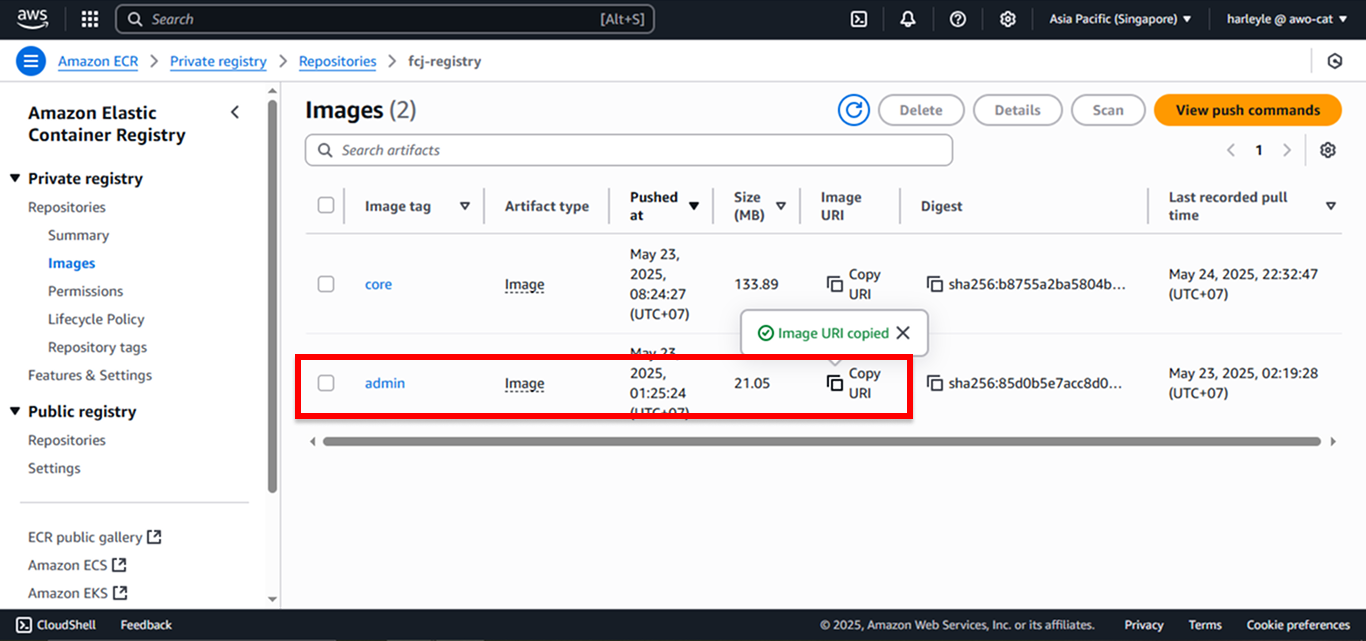 aws
Search [Alt+S]
Asia Pacific (Singapore) ▼
harleyle @ awo-cat ▼
Amazon ECR > Private registry > Repositories > fcj-registry
Amazon Elastic
Container Registry
Private registry
Repositories
Summary
Images
Permissions
Lifecycle Policy
Repository tags
Features & Settings
Public registry
Repositories
Settings
ECR public gallery
Amazon ECS
Amazon EKS
Images (2)
Delete
Details
Scan
View push commands
Search artifacts
1
Image tag
Artifact type
Pushed
at
Size
(MB)
Image
URI
Digest
Last recorded pull
time
core
Image
May 23,
2025,
08:24:27
(UTC+07)
133.89
Copy
URI
sha256:b8755a2ba5804b...
May 24, 2025, 22:32:47
(UTC+07)
Image URI copied
admin
Image
May 23,
2025,
01:25:24
(UTC+07)
21.05
Copy
URI
sha256:85d0b5e7acc8d0...
May 23, 2025, 02:19:28
(UTC+07)
CloudShell
Feedback
© 2025, Amazon Web Services, Inc. or its affiliates.
Privacy
Terms
Cookie preferences